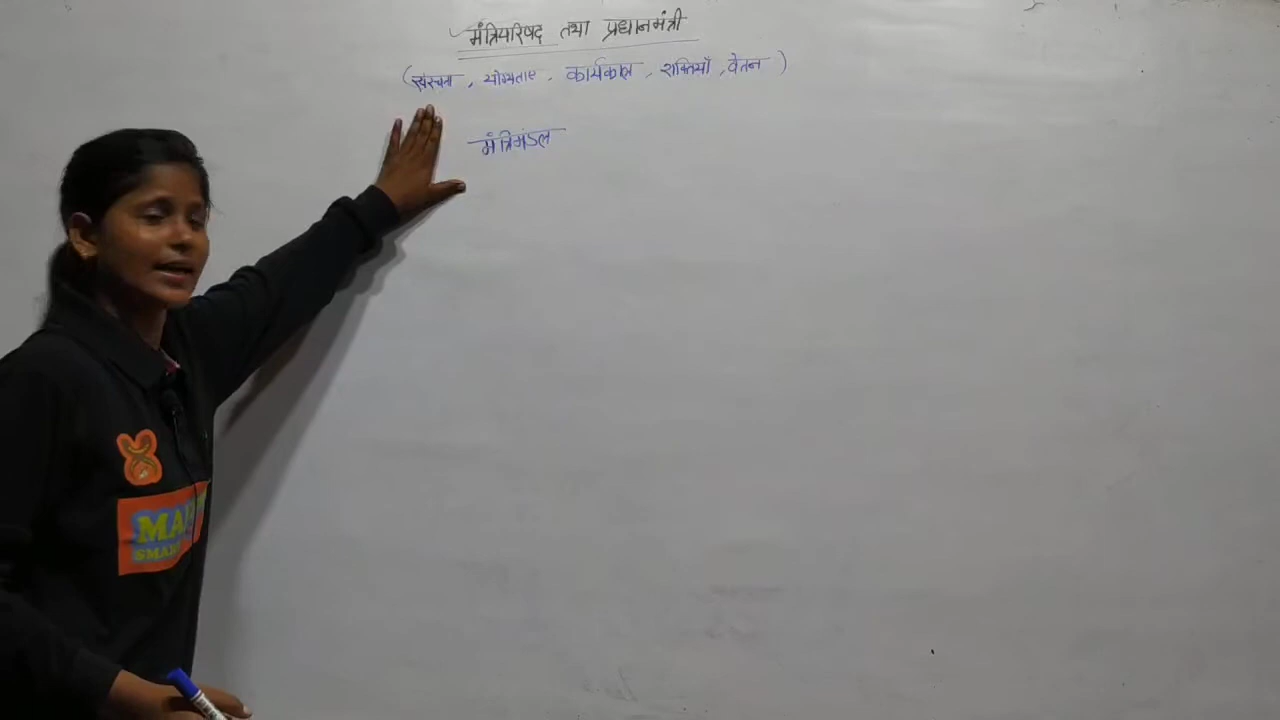 मंत्रिपरिषद तथा प्रधानमंत्री
(संरचना, योग्यताए, कार्यकाल, शक्तियाँ, वेतन)
मंत्रिमंडल